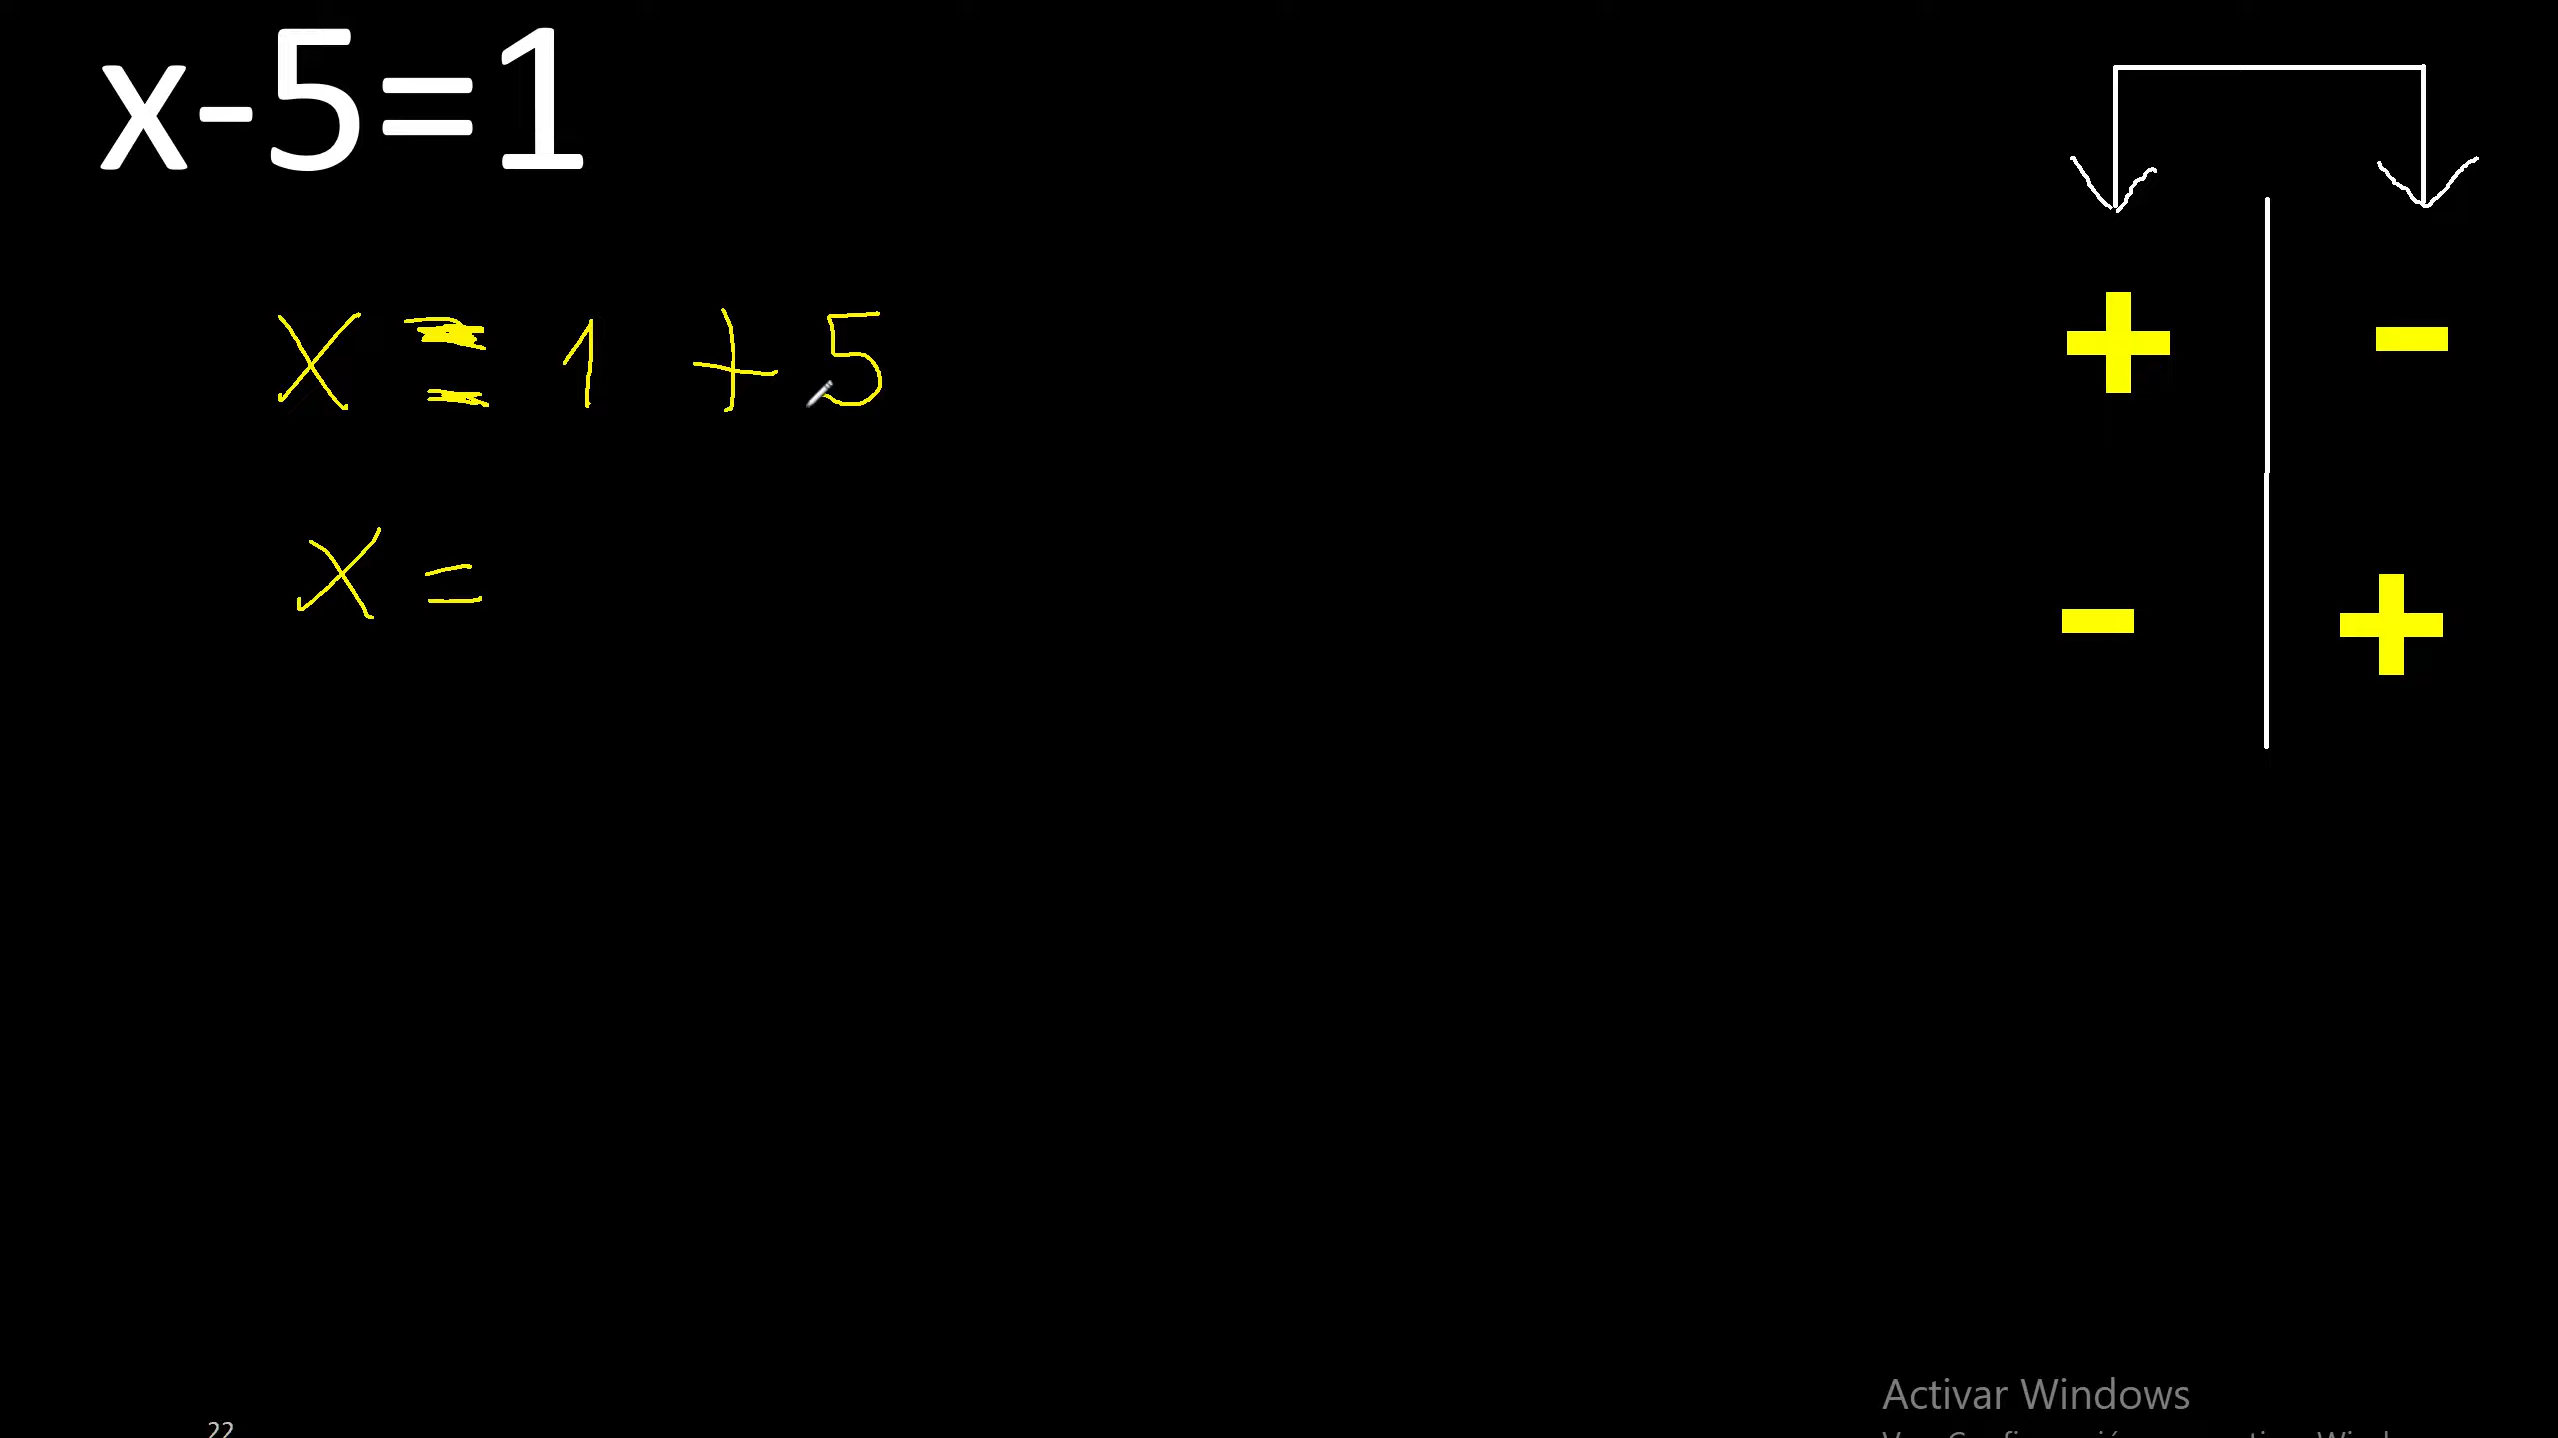 x-5=1
x = 1 + 5
x =
+ -
- +
Activar Windows
22